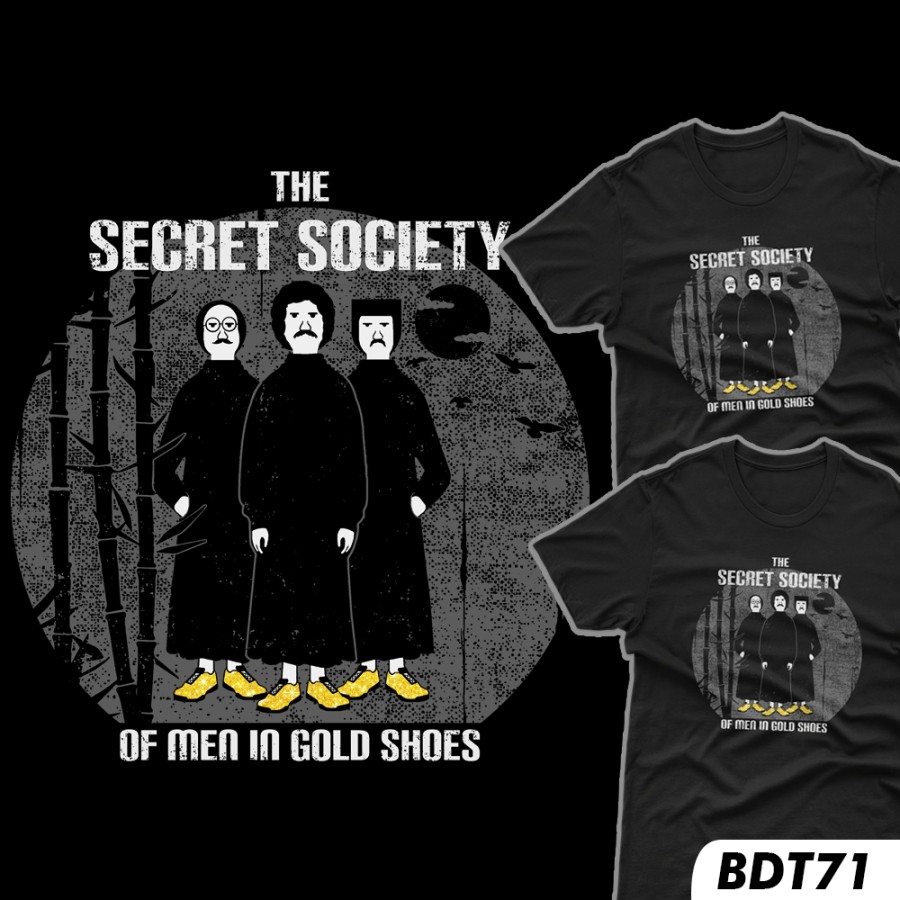 THE
SECRET SOCIETY
OF MEN IN GOLD SHOES
THE
SECRET SOCIETY
OF MEN IN GOLD SHOES
THE
SECRET SOCIETY
OF MEN IN GOLD SHOES
BDT71